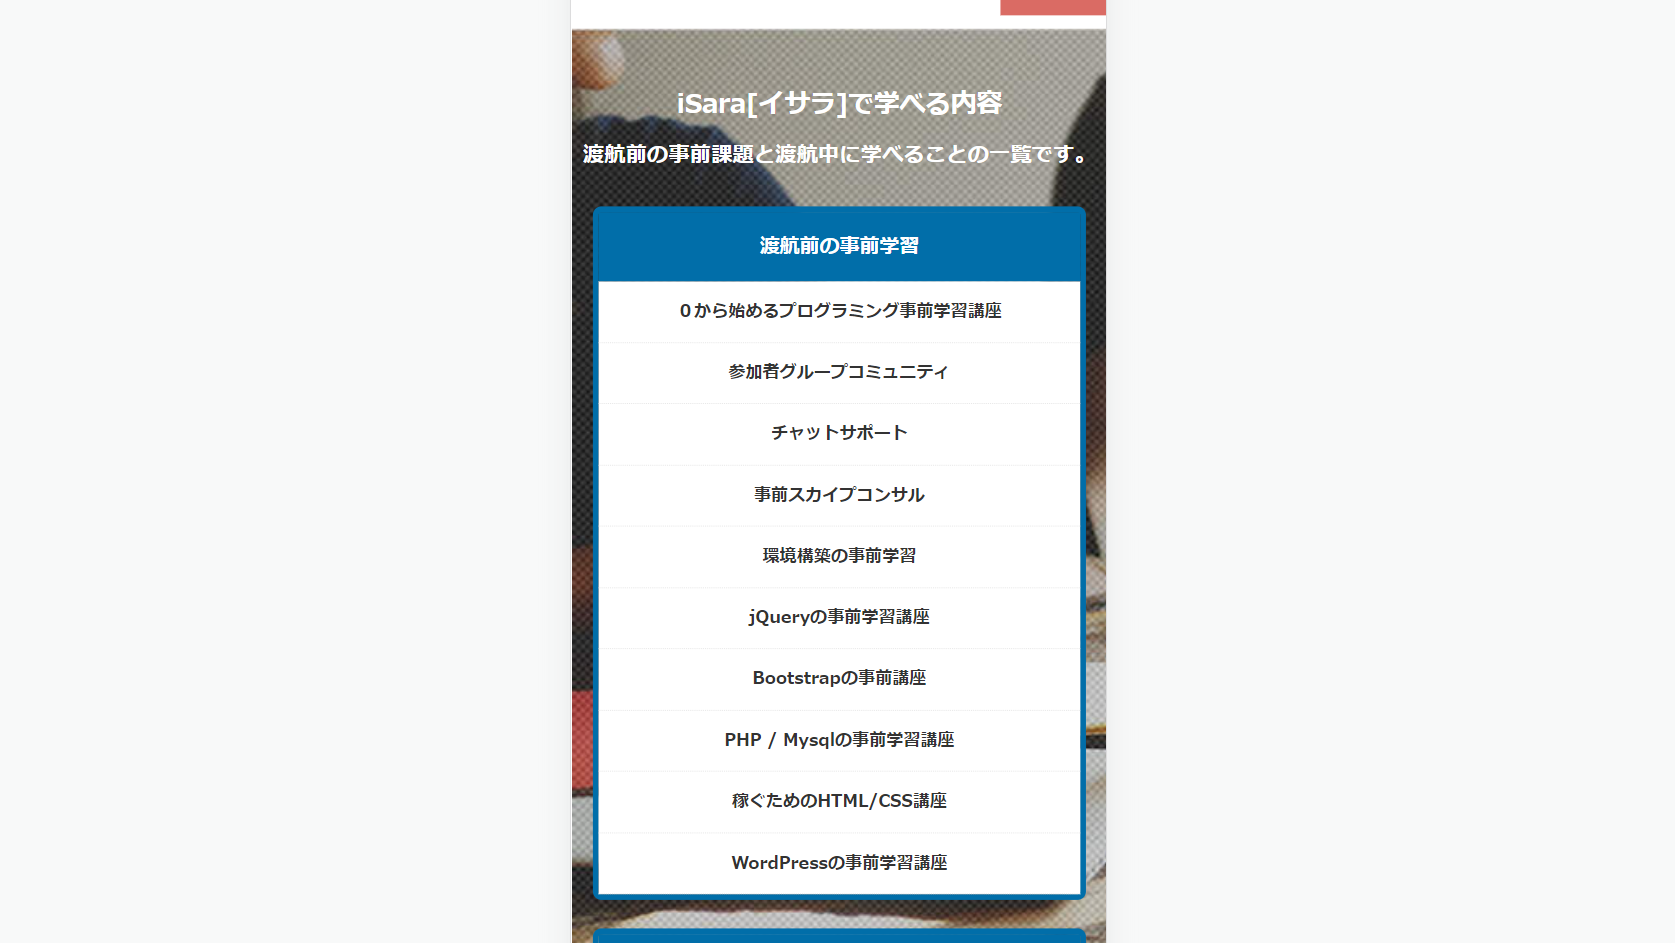 iSara[イサラ]で学べる内容
渡航前の事前課題と渡航中に学べることの一覧です。
渡航前の事前学習
０から始めるプログラミング事前学習講座
参加者グループコミュニティ
チャットサポート
事前スカイプコンサル
環境構築の事前学習
jQueryの事前学習講座
Bootstrapの事前講座
PHP / Mysqlの事前学習講座
稼ぐためのHTML/CSS講座
WordPressの事前学習講座